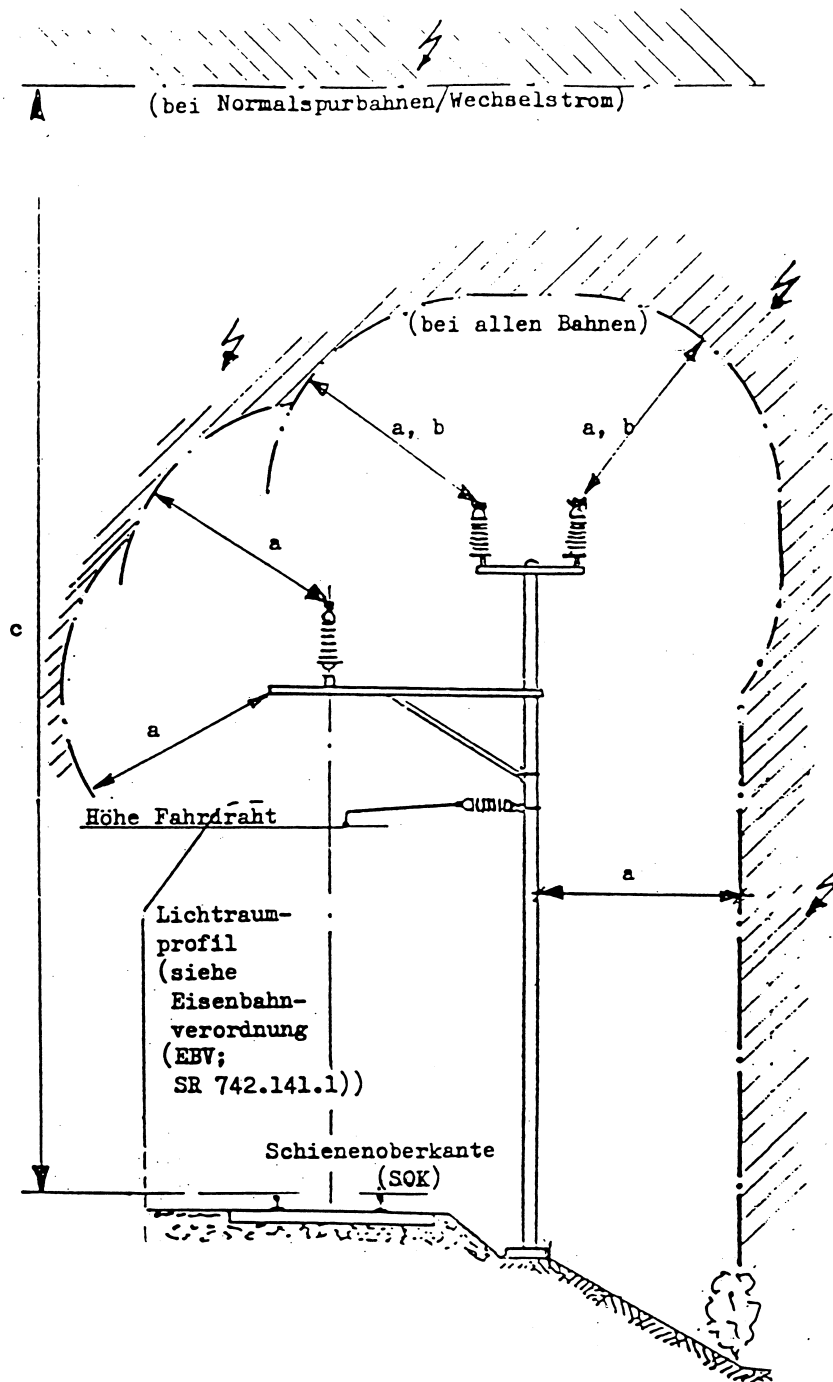 (bei Normalspurbahnen/Wechselstrom)
(bei allen Bahnen)
a, b
a, b
a
c
a
Höhe Fahrdraht
a
Lichtraum-
profil
(siehe
Eisenbahn-
verordnung
(EBV;
SR 742.141.1))
Schienenoberkante
(SOK)